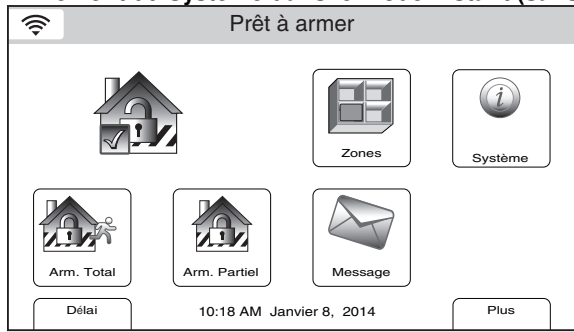 Prêt à armer
Zones
Système
Arm. Total
Arm. Partiel
Message
Délai
10:18 AM Janvier 8, 2014
Plus